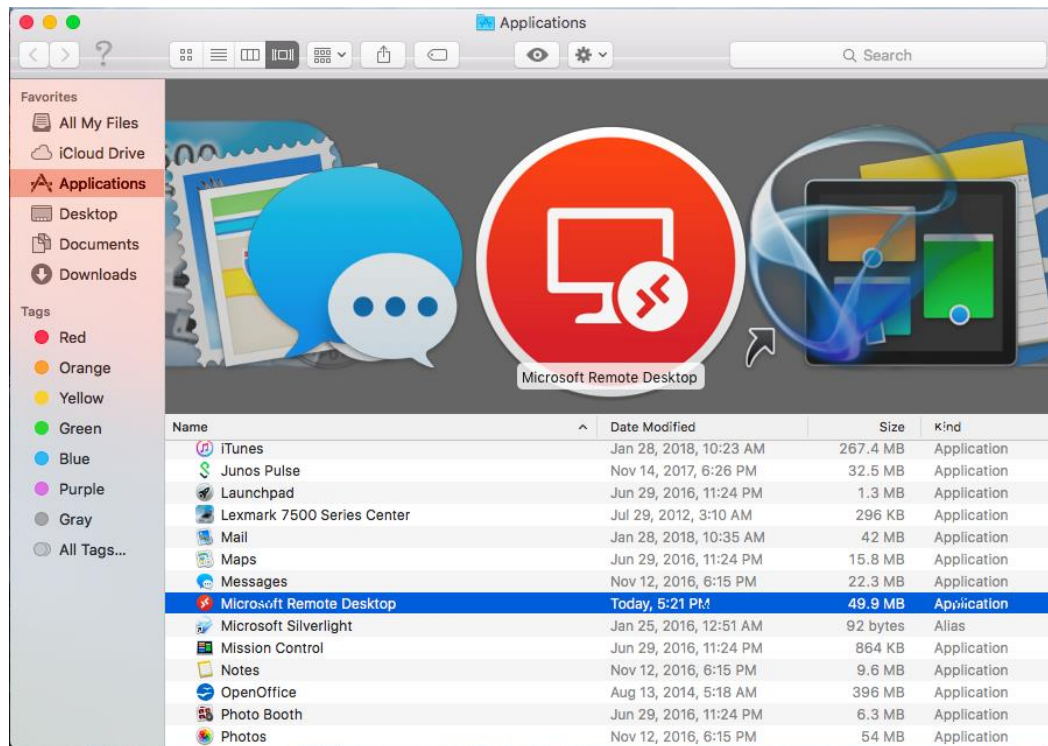 Applications
Search
Favorites
All My Files
iCloud Drive
Applications
Desktop
Documents
Downloads
Tags
Red
Orange
Yellow
Green
Blue
Purple
Gray
All Tags...
Microsoft Remote Desktop
Name Date Modified Size Kind
iTunes Jan 28, 2018, 10:23 AM 267.4 MB Application
Junos Pulse Nov 14, 2017, 6:26 PM 32.5 MB Application
Launchpad Jun 29, 2016, 11:24 PM 1.3 MB Application
Lexmark 7500 Series Center Jul 29, 2012, 3:10 AM 296 KB Application
Mail Jan 28, 2018, 10:35 AM 42 MB Application
Maps Jun 29, 2016, 11:24 PM 15.8 MB Application
Messages Nov 12, 2016, 6:15 PM 22.3 MB Application
Microsoft Remote Desktop Today, 5:21 PM 49.9 MB Application
Microsoft Silverlight Jan 25, 2016, 12:51 AM 92 bytes Alias
Mission Control Jun 29, 2016, 11:24 PM 864 KB Application
Notes Nov 12, 2016, 6:15 PM 9.6 MB Application
OpenOffice Aug 13, 2014, 5:18 AM 396 MB Application
Photo Booth Jun 29, 2016, 11:24 PM 6.3 MB Application
Photos Nov 12, 2016, 6:15 PM 54 MB Application